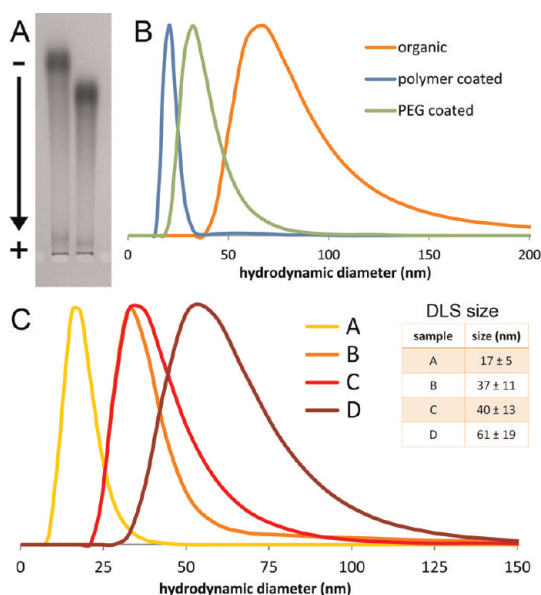 A
-
+
B
organic
polymer coated
PEG coated
0 50 100 150 200
hydrodynamic diameter (nm)
C
A
B
C
D
DLS size
sample size (nm)
A 17 ± 5
B 37 ± 11
C 40 ± 13
D 61 ± 19
0 25 50 75 100 125 150
hydrodynamic diameter (nm)